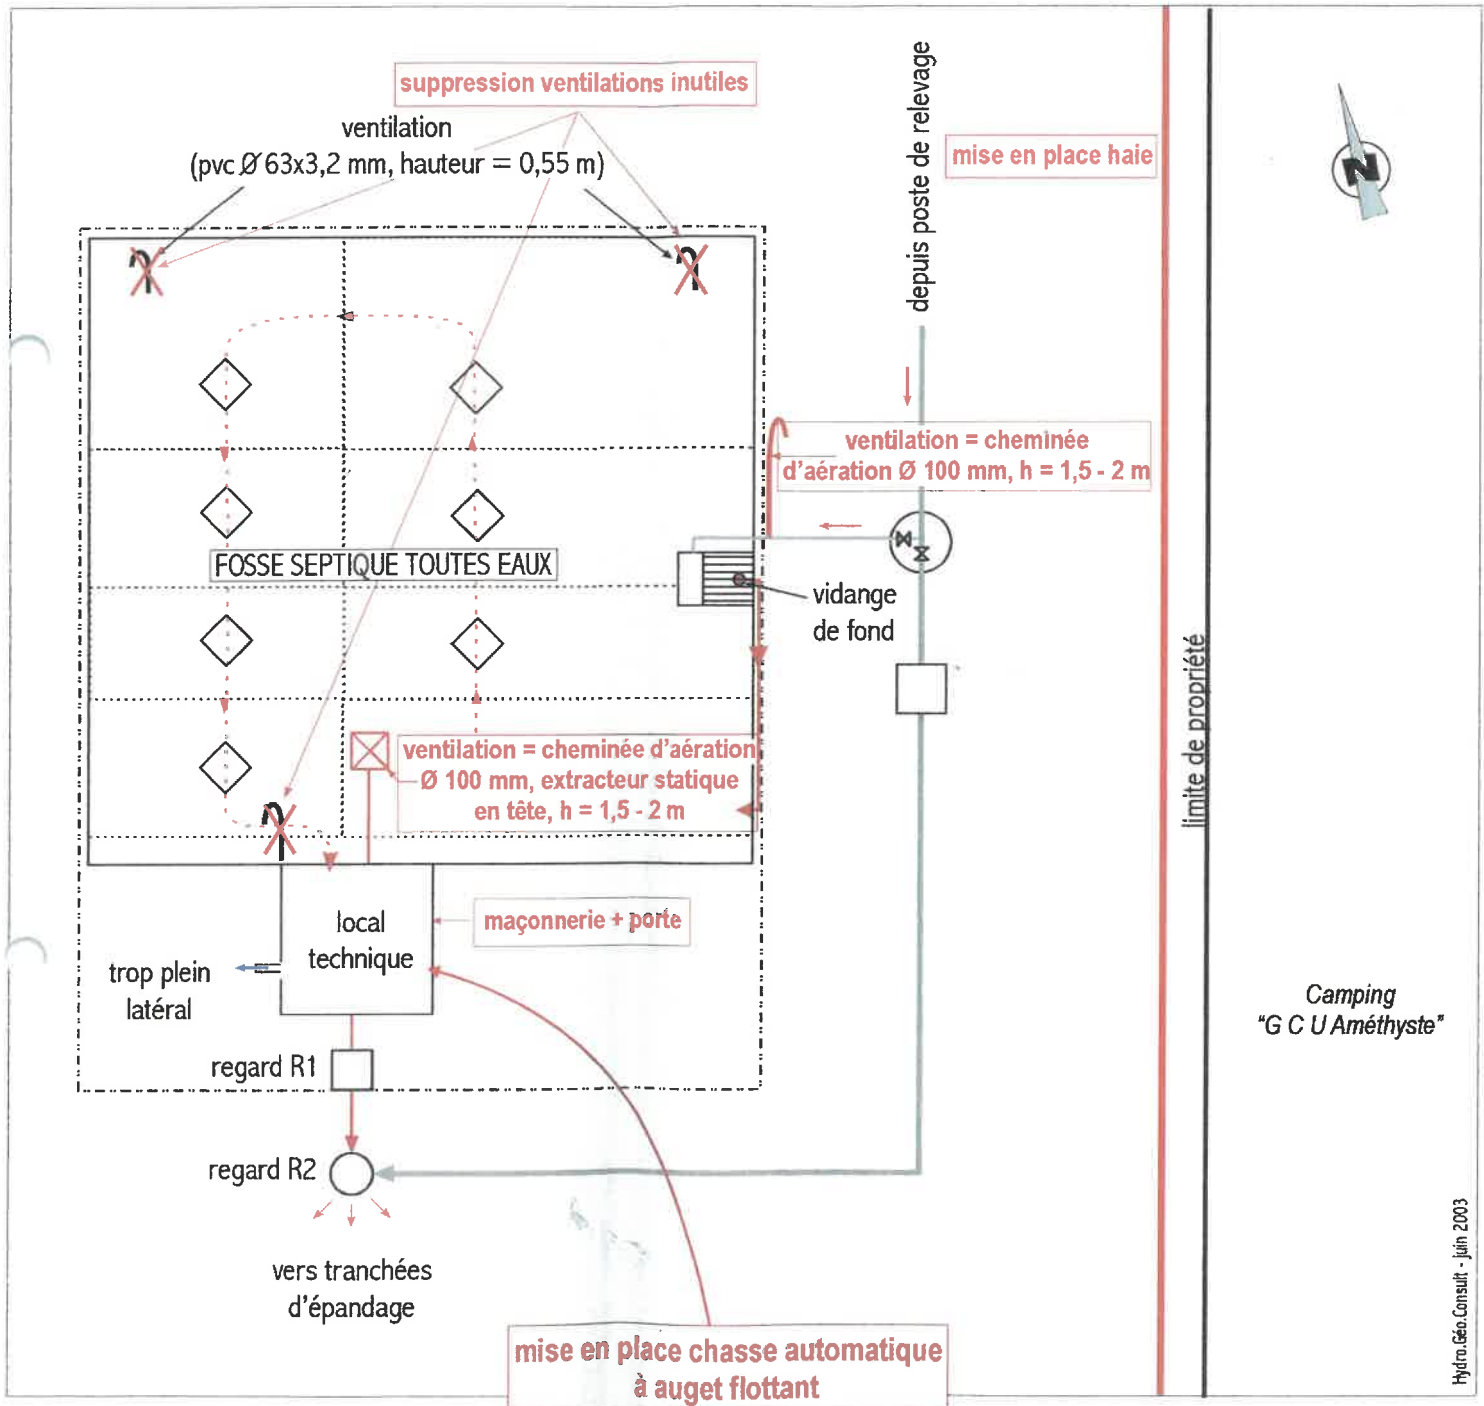 suppression ventilations inutiles
ventilation
(pvc Ø 63x3,2 mm, hauteur = 0,55 m)
depuis poste de relevage
mise en place haie
N
ventilation = cheminée
d'aération Ø 100 mm, h = 1,5 - 2 m
FOSSE SEPTIQUE TOUTES EAUX
vidange
de fond
limite de propriété
ventilation = cheminée d'aération
Ø 100 mm, extracteur statique
en tête, h = 1,5 - 2 m
local
technique
maçonnerie + porte
trop plein
latéral
Camping
"G C U Améthyste"
regard R1
regard R2
vers tranchées
d'épandage
mise en place chasse automatique
à auget flottant
Hydro.Géo.Consult - juin 2003